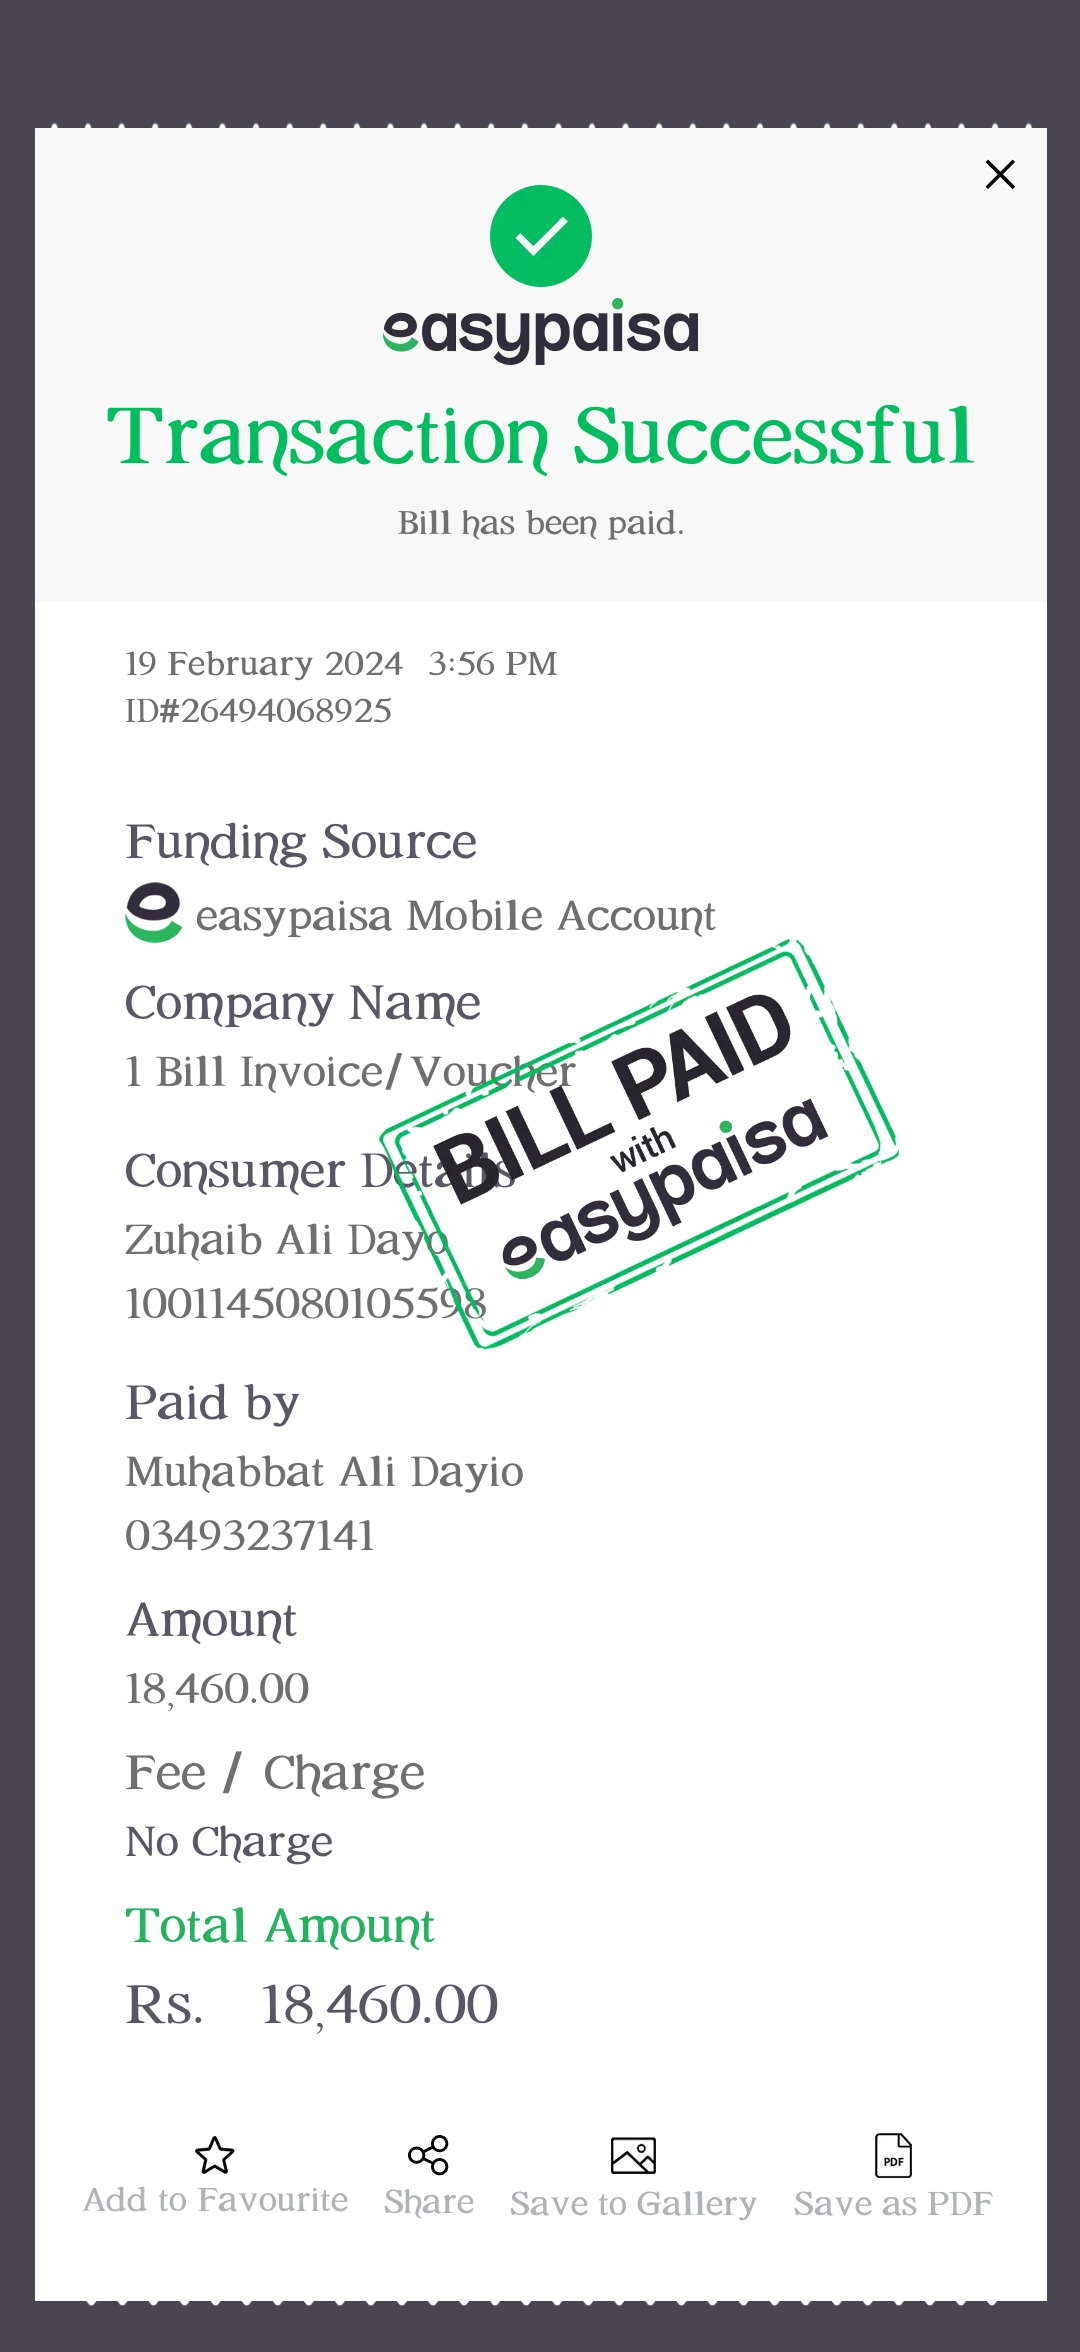 easypaisa
Transaction Successful
Bill has been paid.
19 February 2024 3:56 PM
ID#26494068925
Funding Source
easypaisa Mobile Account
Company Name
1 Bill Invoice/ Voucher
Consumer Details
Zuhaib Ali Dayo
1001145080105598
BILL PAID
with
easypaisa
Paid by
Muhabbat Ali Dayio
03493237141
Amount
18,460.00
Fee / Charge
No Charge
Total Amount
Rs. 18,460.00
PDF
Add to Favourite Share Save to Gallery Save as PDF